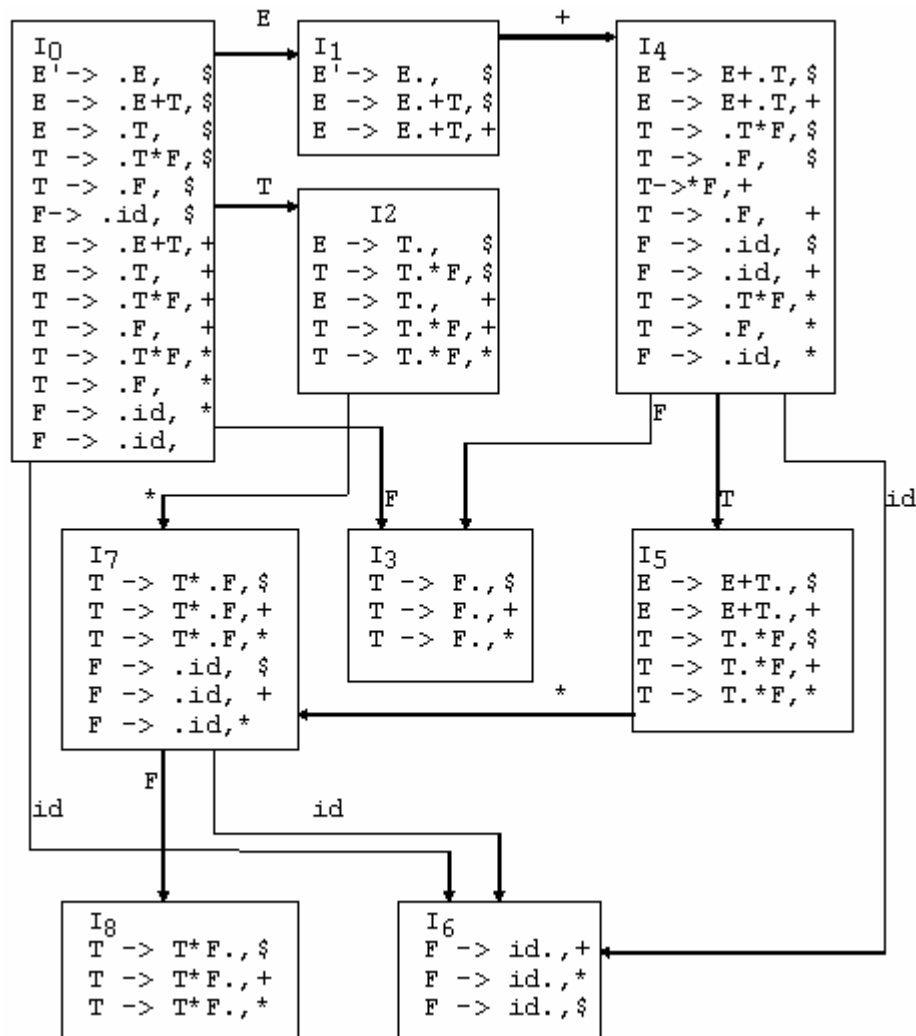 E
+
I0
E' -> .E, $
E -> .E+T,$
E -> .T, $
T -> .T*F,$
T -> .F, $
F-> .id, $
E -> .E+T,+
E -> .T, +
T -> .T*F,+
T -> .F, +
T -> .T*F,*
T -> .F, *
F -> .id, *
F -> .id,
I1
E' -> E., $
E -> E.+T,$
E -> E.+T,+
I4
E -> E+.T,$
E -> E+.T,+
T -> .T*F,$
T -> .F, $
T->*F,+
T -> .F, +
F -> .id, $
F -> .id, +
T -> .T*F,*
T -> .F, *
F -> .id, *
T
I2
E -> T., $
T -> T.*F,$
E -> T., +
T -> T.*F,+
T -> T.*F,*
F
*
F
T
id
I7
T -> T*.F,$
T -> T*.F,+
T -> T*.F,*
F -> .id, $
F -> .id, +
F -> .id,*
I3
T -> F.,$
T -> F.,+
T -> F.,*
I5
E -> E+T.,$
E -> E+T.,+
T -> T.*F,$
T -> T.*F,+
T -> T.*F,*
*
F
id
id
I8
T -> T*F.,$
T -> T*F.,+
T -> T*F.,*
I6
F -> id.,+
F -> id.,*
F -> id.,$